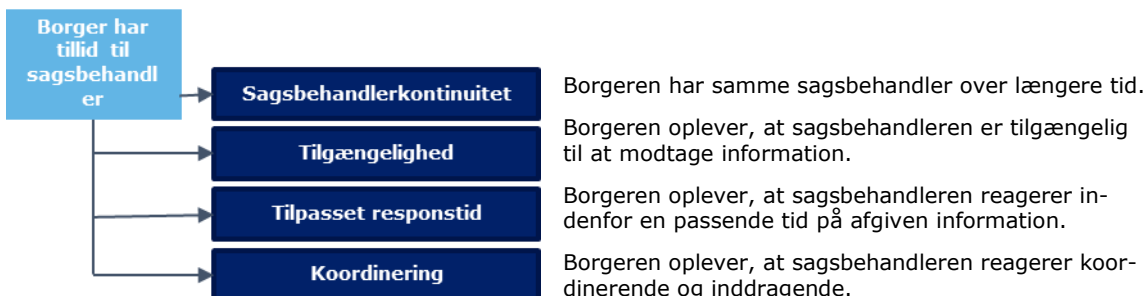 Borger har
tillid til
sagsbehandl
er
Sagsbehandlerkontinuitet
Borgeren har samme sagsbehandler over længere tid.
Tilgængelighed
Borgeren oplever, at sagsbehandleren er tilgængelig
til at modtage information.
Tilpasset responstid
Borgeren oplever, at sagsbehandleren reagerer in-
denfor en passende tid på afgiven information.
Koordinering
Borgeren oplever, at sagsbehandleren reagerer koor-
dinerende og inddragende.